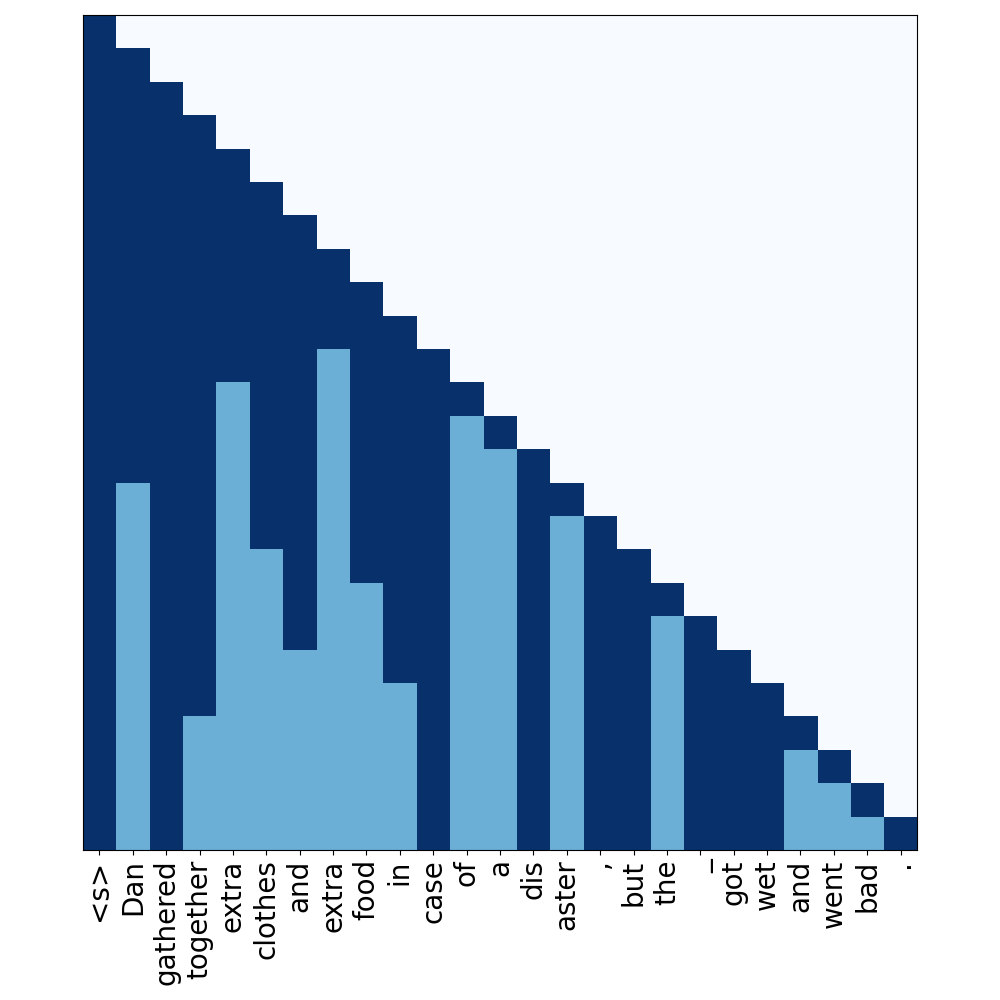 <s> Dan gathered together extra clothes and extra food in case of a dis aster , but the _ got wet and went bad .